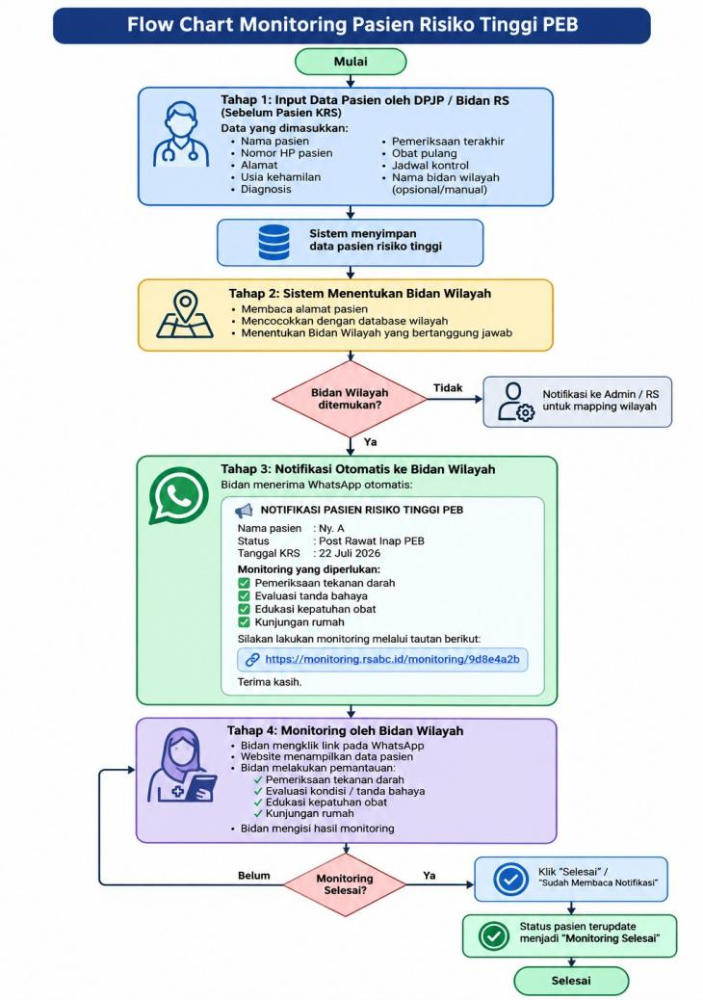 Flow Chart Monitoring Pasien Risiko Tinggi PEB
Mulai
Tahap 1: Input Data Pasien oleh DPJP / Bidan RS
(Sebelum Pasien KRS)
Data yang dimasukkan:
• Nama pasien
• Nomor HP pasien
• Alamat
• Usia kehamilan
• Diagnosis
• Pemeriksaan terakhir
• Obat pulang
• Jadwal kontrol
• Nama bidan wilayah
(opsional/manual)
Sistem menyimpan
data pasien risiko tinggi
Tahap 2: Sistem Menentukan Bidan Wilayah
• Membaca alamat pasien
• Mencocokkan dengan database wilayah
• Menentukan Bidan Wilayah yang bertanggung jawab
Bidan Wilayah
ditemukan?
Tidak
Notifikasi ke Admin / RS
untuk mapping wilayah
Ya
Tahap 3: Notifikasi Otomatis ke Bidan Wilayah
Bidan menerima WhatsApp otomatis:
NOTIFIKASI PASIEN RISIKO TINGGI PEB
Nama pasien : Ny. A
Status : Post Rawat Inap PEB
Tanggal KRS : 22 Juli 2026
Monitoring yang diperlukan:
✅ Pemeriksaan tekanan darah
✅ Evaluasi tanda bahaya
✅ Edukasi kepatuhan obat
✅ Kunjungan rumah
Silakan lakukan monitoring melalui tautan berikut:
https://monitoring.rsabc.id/monitoring/9d8e4a2b
Terima kasih.
Tahap 4: Monitoring oleh Bidan Wilayah
• Bidan mengklik link pada WhatsApp
• Website menampilkan data pasien
• Bidan melakukan pemantauan:
✓ Pemeriksaan tekanan darah
✓ Evaluasi kondisi / tanda bahaya
✓ Edukasi kepatuhan obat
✓ Kunjungan rumah
• Bidan mengisi hasil monitoring
Belum
Monitoring
Selesai?
Ya
Klik "Selesai" /
"Sudah Membaca Notifikasi"
Status pasien terupdate
menjadi "Monitoring Selesai"
Selesai